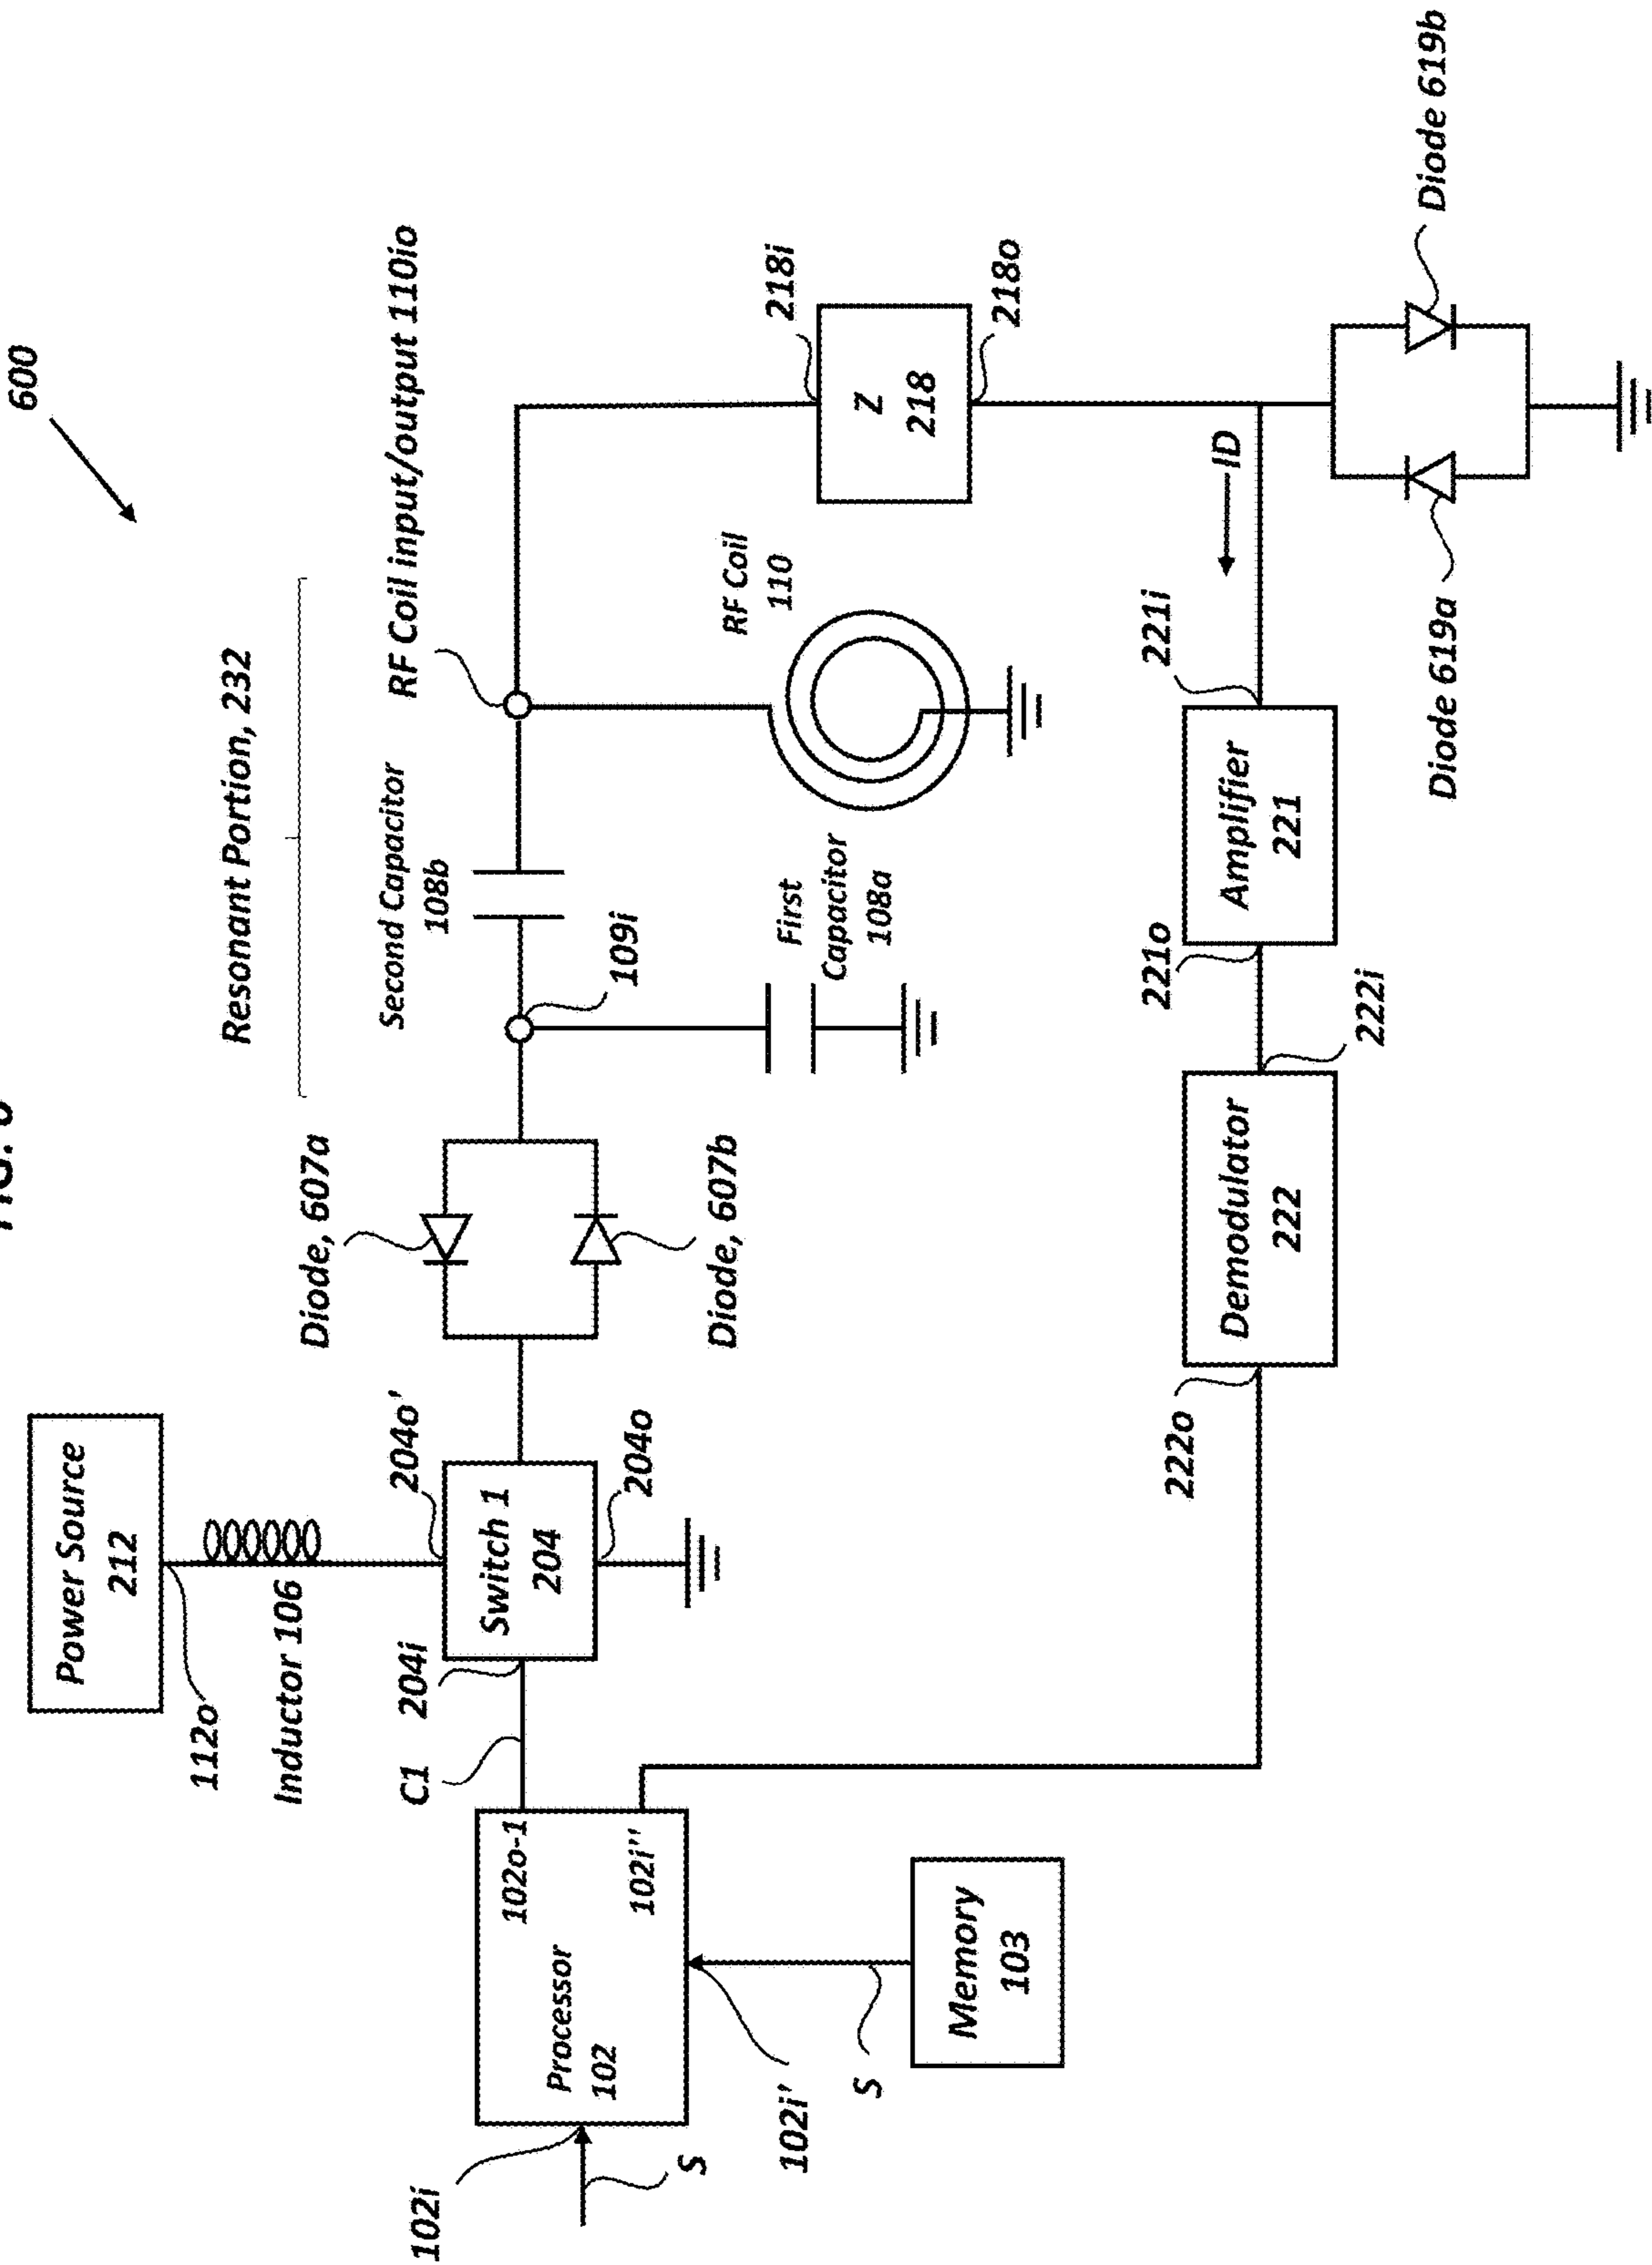 FIG. 6
600
Power Source
212
112o
Inductor 106
Resonant Portion, 232
Diode, 607a
Second Capacitor
108b
RF Coil input/output 110io
C1
204i
204o'
Switch 1
204
204o
109i
Diode, 607b
First
Capacitor
108a
RF Coil
110
218i
Z
218
218o
102i
S
Processor
102
102o-1
102i''
102i'
S
Memory
103
222o
Demodulator
222
222i
221o
Amplifier
221
221i
ID
Diode 619a
Diode 619b